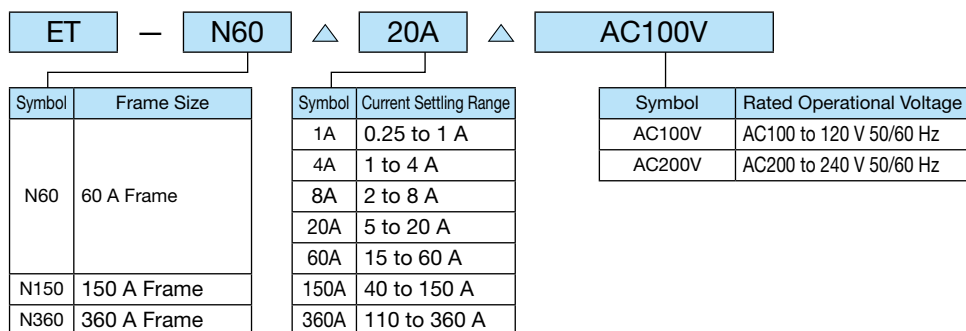 ET — N60 △ 20A △ AC100V
Symbol Frame Size
N60 60 A Frame
N150 150 A Frame
N360 360 A Frame
Symbol Current Settling Range
1A 0.25 to 1 A
4A 1 to 4 A
8A 2 to 8 A
20A 5 to 20 A
60A 15 to 60 A
150A 40 to 150 A
360A 110 to 360 A
Symbol Rated Operational Voltage
AC100V AC100 to 120 V 50/60 Hz
AC200V AC200 to 240 V 50/60 Hz